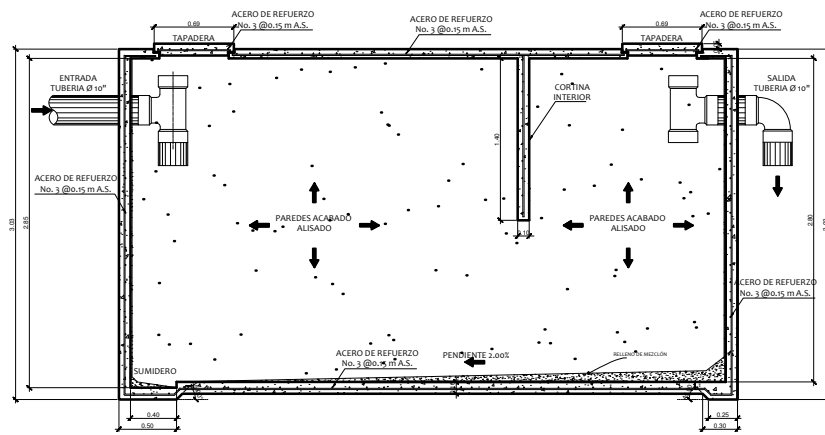 0.69
ACERO DE REFUERZO
No. 3 @0.15 m A.S.
TAPADERA
ACERO DE REFUERZO
No. 3 @0.15 m A.S.
0.69
ACERO DE REFUERZO
No. 3 @0.15 m A.S.
TAPADERA
ENTRADA
TUBERIA Ø 10"
CORTINA
INTERIOR
SALIDA
TUBERIA Ø 10"
1.40
ACERO DE REFUERZO
No. 3 @0.15 m A.S.
3.03
2.85
PAREDES ACABADO
ALISADO
0.10
PAREDES ACABADO
ALISADO
2.80
ACERO DE REFUERZO
No. 3 @0.15 m A.S.
SUMIDERO
ACERO DE REFUERZO
No. 3 @0.15 m A.S.
PENDIENTE 2.00%
RELLENO DE MEZCLÓN
0.40
0.50
0.25
0.30